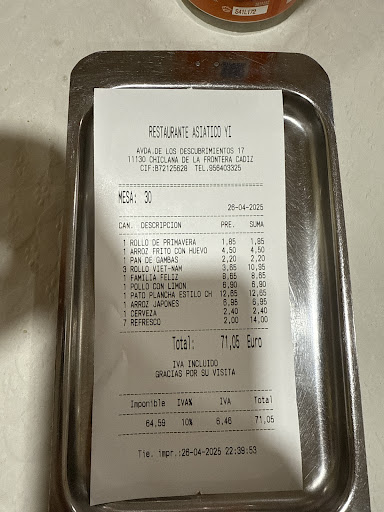 S41L172
RESTAURANTE ASIATICO YI
AVDA.DE LOS DESCUBRIMIENTOS 17
11130 CHICLANA DE LA FRONTERA CADIZ
CIF:B72125628 TEL.956403325
MESA: 30
26-04-2025
CAN. DESCRIPCION PRE. SUMA
1 ROLLO DE PRIMAVERA 1,85 1,85
1 ARROZ FRITO CON HUEVO 4,50 4,50
1 PAN DE GAMBAS 2,20 2,20
3 ROLLO VIET-NAM 3,65 10,95
1 FAMILIA FELIZ 8,65 8,65
1 POLLO CON LIMON 6,90 6,90
1 PATO PLANCHA ESTILO CH 12,65 12,65
1 ARROZ JAPONES 6,95 6,95
1 CERVEZA 2,40 2,40
7 REFRESCO 2,00 14,00
Total: 71,05 Euro
IVA INCLUIDO
GRACIAS POR SU VISITA
Imponible IVA% IVA Total
64,59 10% 6,46 71,05
Tie. impr.:26-04-2025 22:39:53